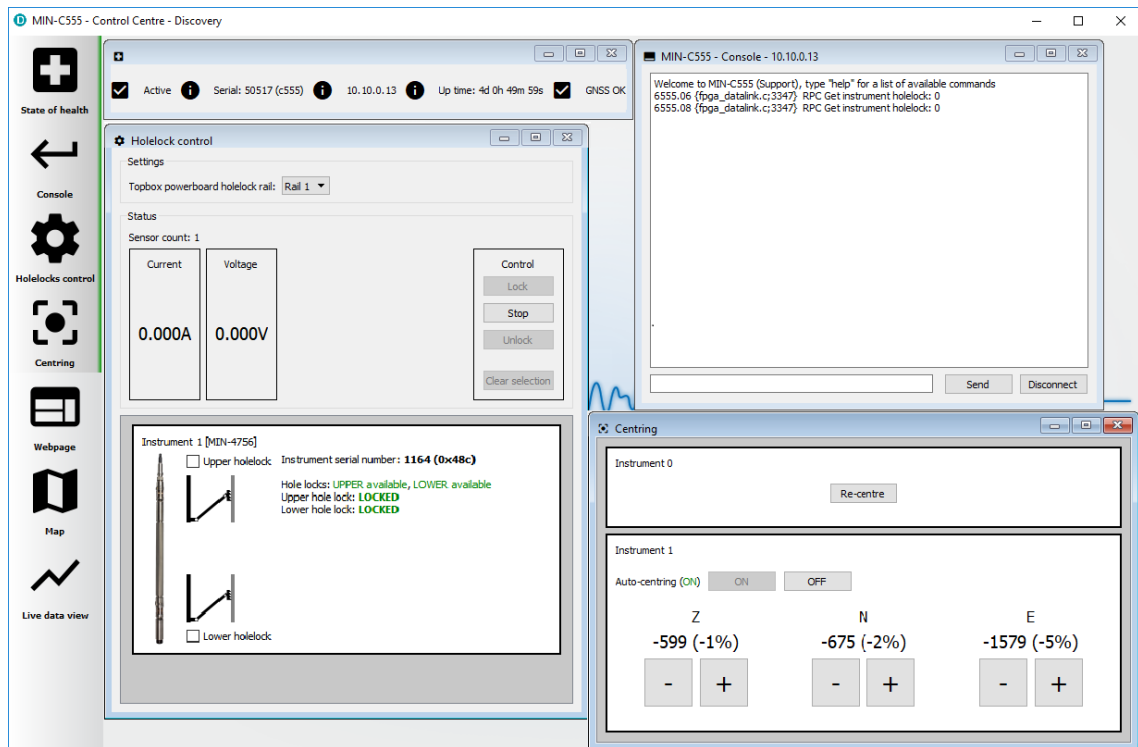 MIN-C555 - Control Centre - Discovery
State of health
Console
Holelocks control
Centring
Webpage
Map
Live data view
Active
Serial: 50517 (c555)
10.10.0.13
Up time: 4d 0h 49m 59s
GNSS OK
Holelock control
Settings
Topbox powerboard holelock rail: Rail 1
Status
Sensor count: 1
Current
0.000A
Voltage
0.000V
Control
Lock
Stop
Unlock
Clear selection
Instrument 1 [MIN-4756]
Upper holelock
Instrument serial number: 1164 (0x48c)
Hole locks: UPPER available, LOWER available
Upper hole lock: LOCKED
Lower hole lock: LOCKED
Lower holelock
MIN-C555 - Console - 10.10.0.13
Welcome to MIN-C555 (Support), type "help" for a list of available commands
6555.06 {fpga_datalink.c;3347} RPC Get instrument holelock: 0
6555.08 {fpga_datalink.c;3347} RPC Get instrument holelock: 0
.
Send
Disconnect
Centring
Instrument 0
Re-centre
Instrument 1
Auto-centring (ON) ON OFF
Z N E
-599 (-1%) -675 (-2%) -1579 (-5%)
- + - + - +